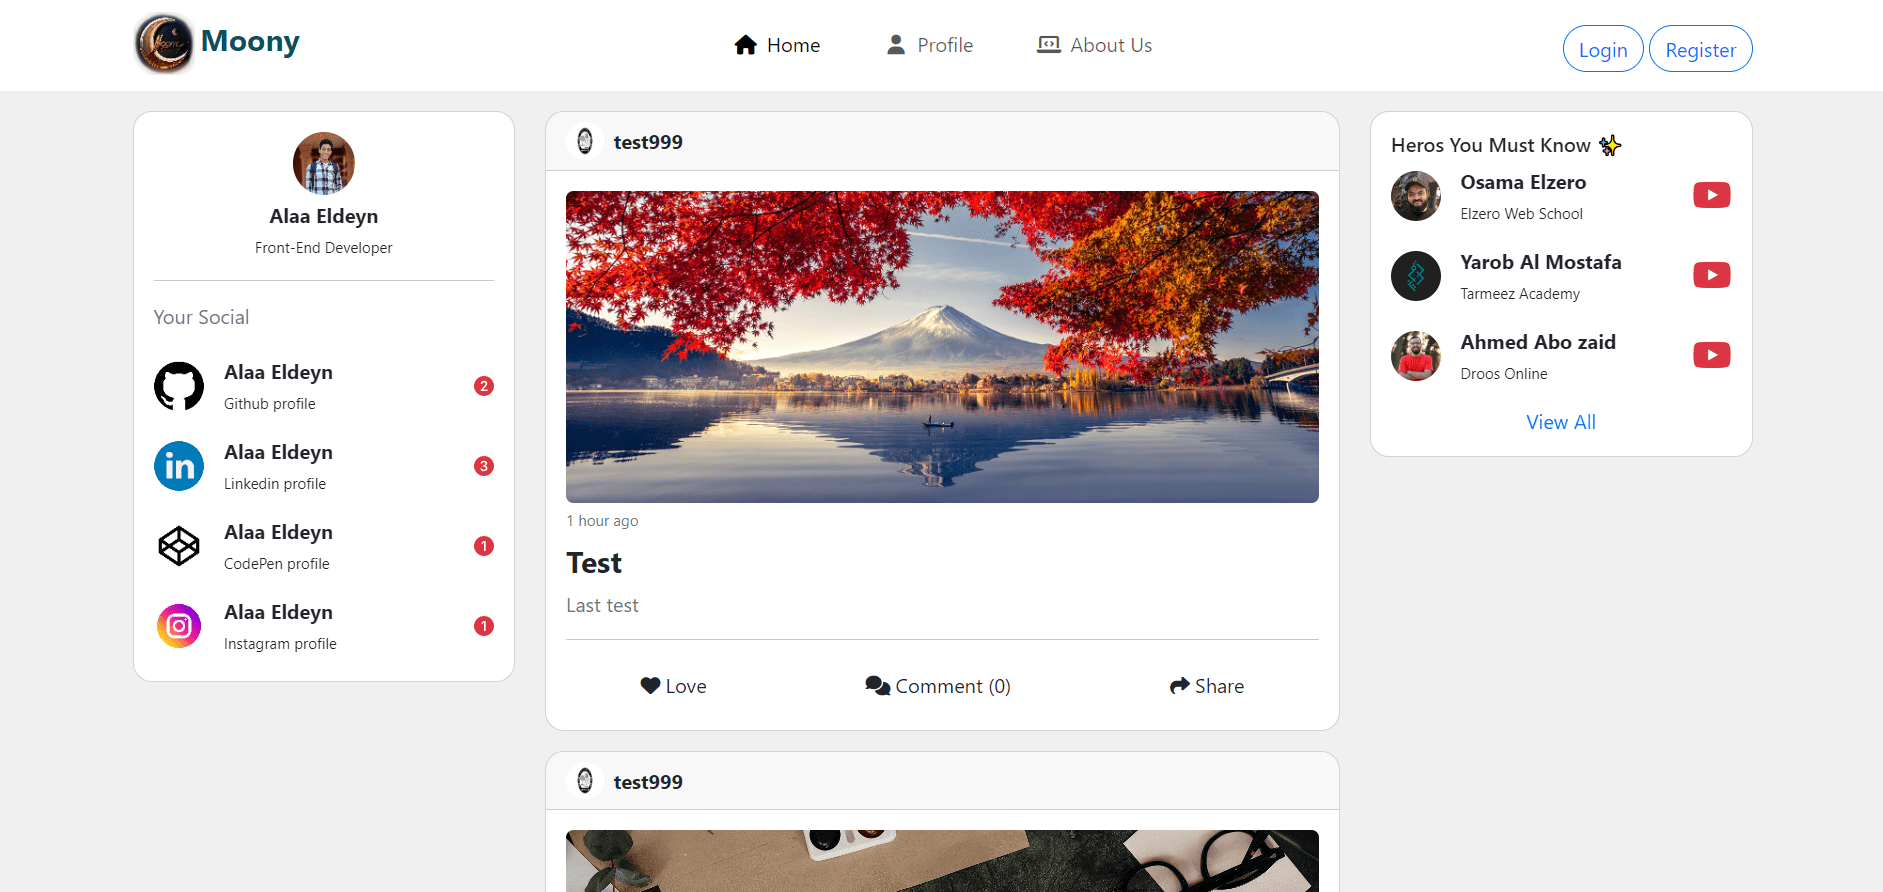 Moony
Home
Profile
About Us
Login
Register
Alaa Eldeyn
Front-End Developer
Your Social
Alaa Eldeyn
Github profile
2
Alaa Eldeyn
Linkedin profile
3
Alaa Eldeyn
CodePen profile
1
Alaa Eldeyn
Instagram profile
1
test999
1 hour ago
Test
Last test
Love
Comment (0)
Share
test999
Heros You Must Know
Osama Elzero
Elzero Web School
Yarob Al Mostafa
Tarmeez Academy
Ahmed Abo zaid
Droos Online
View All